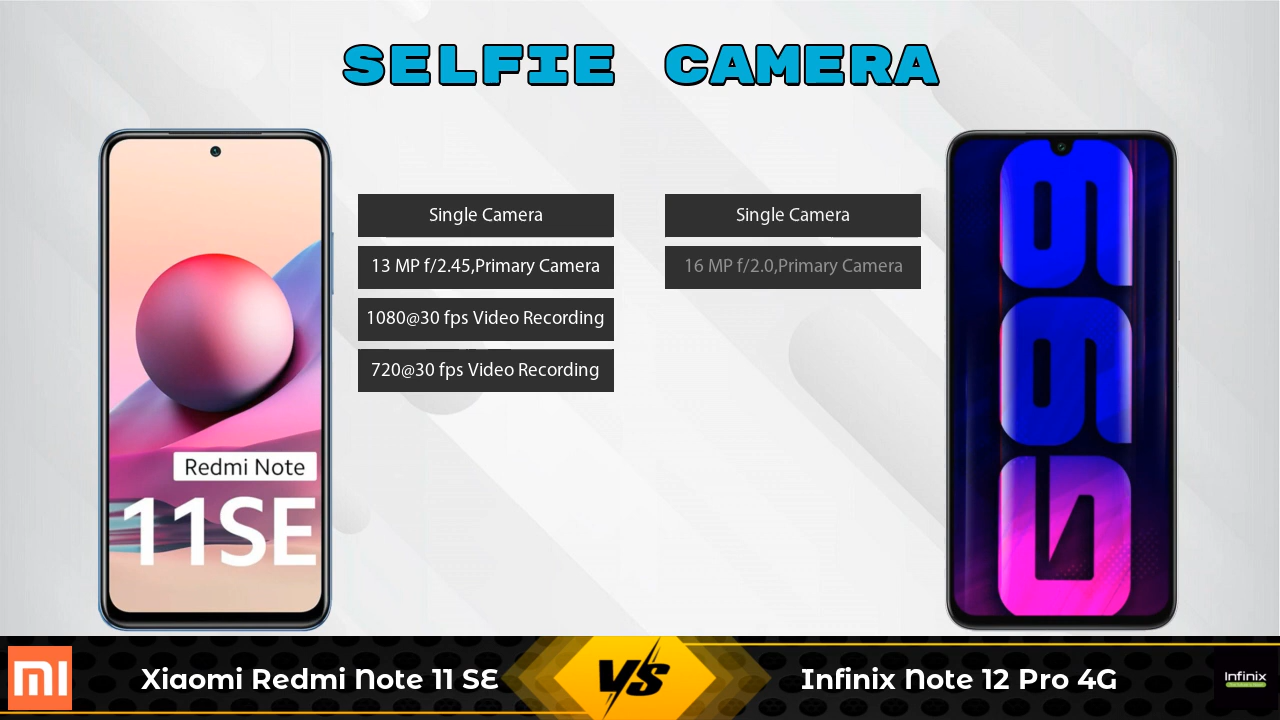 SELFIE CAMERA
Single Camera
13 MP f/2.45,Primary Camera
1080@30 fps Video Recording
720@30 fps Video Recording
Single Camera
16 MP f/2.0,Primary Camera
Redmi Note
11SE
G99
MI
Xiaomi Redmi Note 11 SE
VS
Infinix Note 12 Pro 4G
Infinix